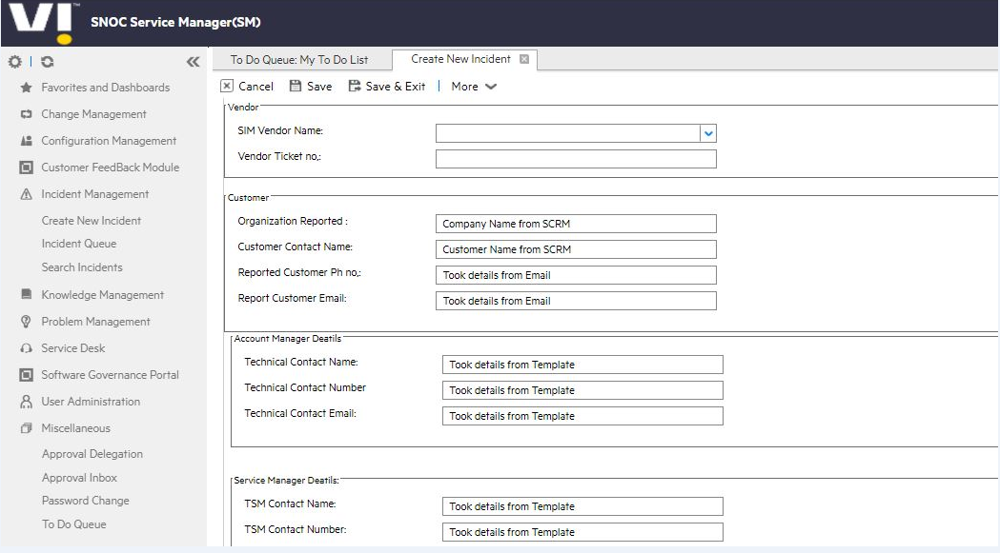 VI!™ SNOC Service Manager(SM)
To Do Queue: My To Do List Create New Incident
Cancel Save Save & Exit More
Favorites and Dashboards
Change Management
Configuration Management
Customer FeedBack Module
Incident Management
Create New Incident
Incident Queue
Search Incidents
Knowledge Management
Problem Management
Service Desk
Software Governance Portal
User Administration
Miscellaneous
Approval Delegation
Approval Inbox
Password Change
To Do Queue
Vendor
SIM Vendor Name:
Vendor Ticket no,:
Customer
Organization Reported : Company Name from SCRM
Customer Contact Name: Customer Name from SCRM
Reported Customer Ph no,: Took details from Email
Report Customer Email: Took details from Email
Account Manager Deatils
Technical Contact Name: Took details from Template
Technical Contact Number Took details from Template
Technical Contact Email: Took details from Template
Service Manager Deatils:
TSM Contact Name: Took details from Template
TSM Contact Number: Took details from Template